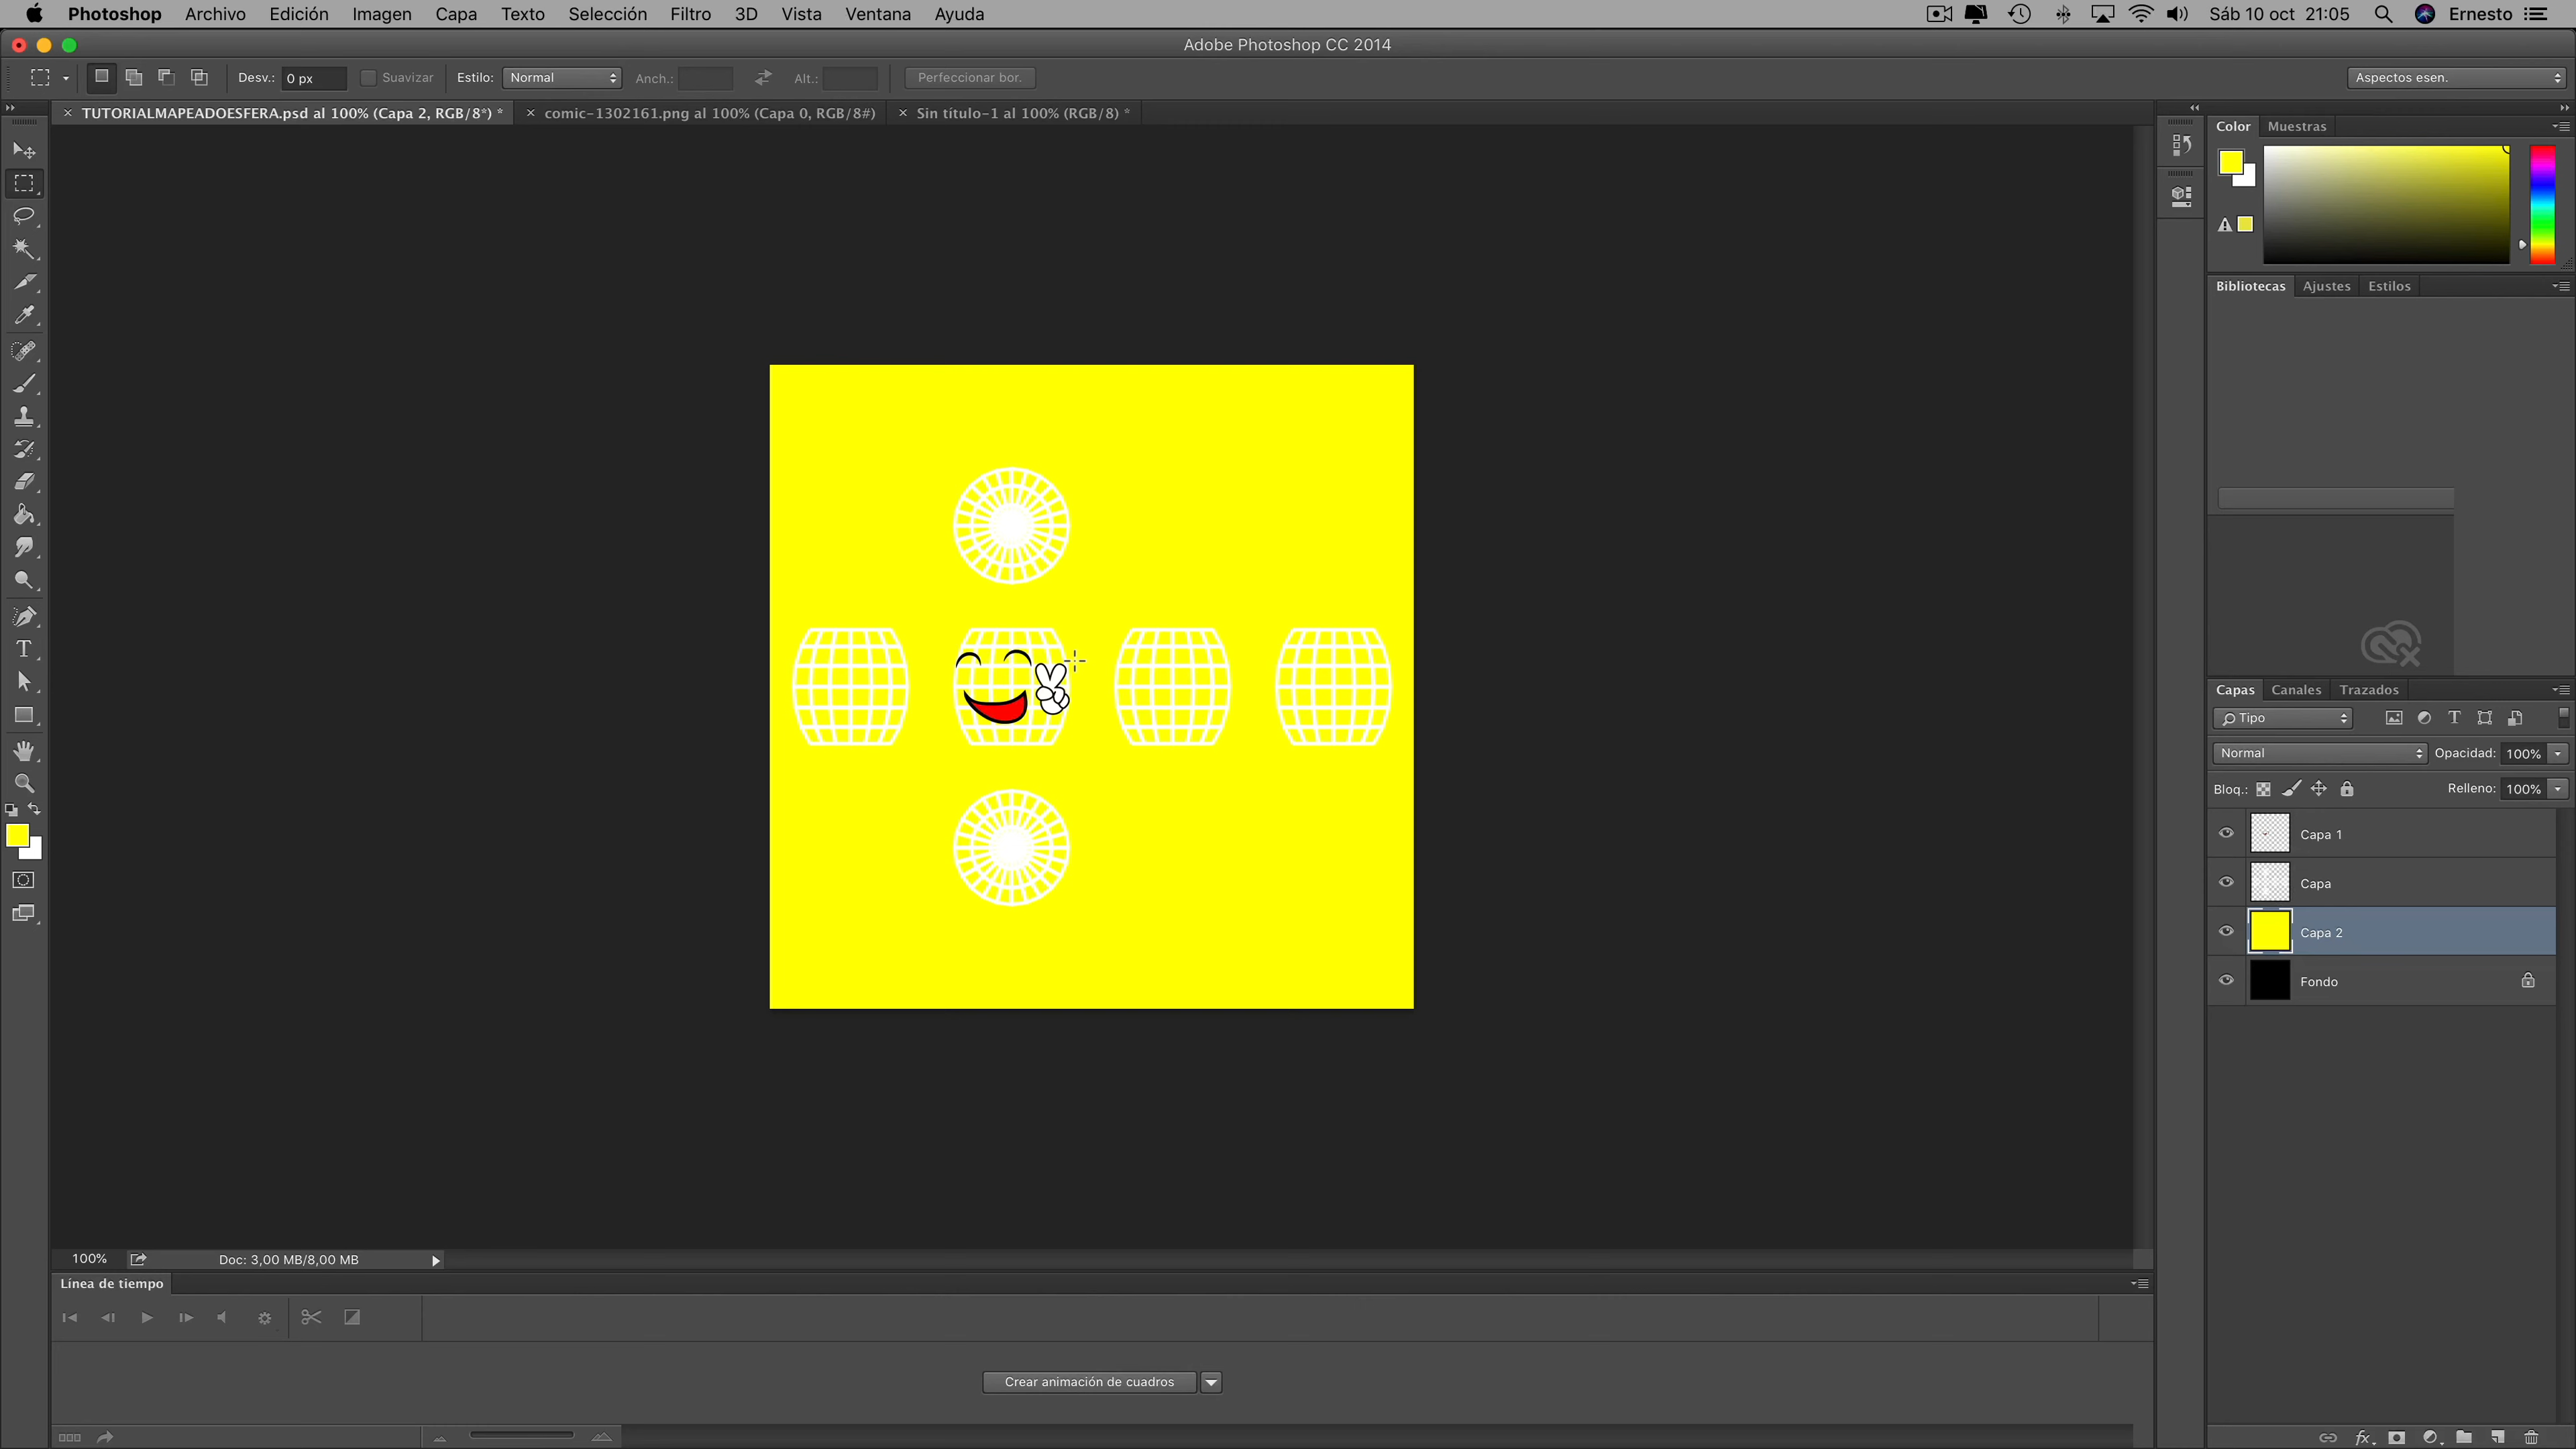 Photoshop Archivo Edición Imagen Capa Texto Selección Filtro 3D Vista Ventana Ayuda Sáb 10 oct 21:05 Ernesto
Adobe Photoshop CC 2014
Desv.: 0 px Suavizar Estilo: Normal Anch.: Alt.: Perfeccionar bor. Aspectos esen.
TUTORIALMAPEADOESFERA.psd al 100% (Capa 2, RGB/8*) * comic-1302161.png al 100% (Capa 0, RGB/8#) Sin título-1 al 100% (RGB/8) *
Color Muestras
Bibliotecas Ajustes Estilos
Capas Canales Trazados
Tipo
Normal Opacidad: 100%
Bloq.: Relleno: 100%
Capa 1
Capa
Capa 2
Fondo
100% Doc: 3,00 MB/8,00 MB
Línea de tiempo
Crear animación de cuadros